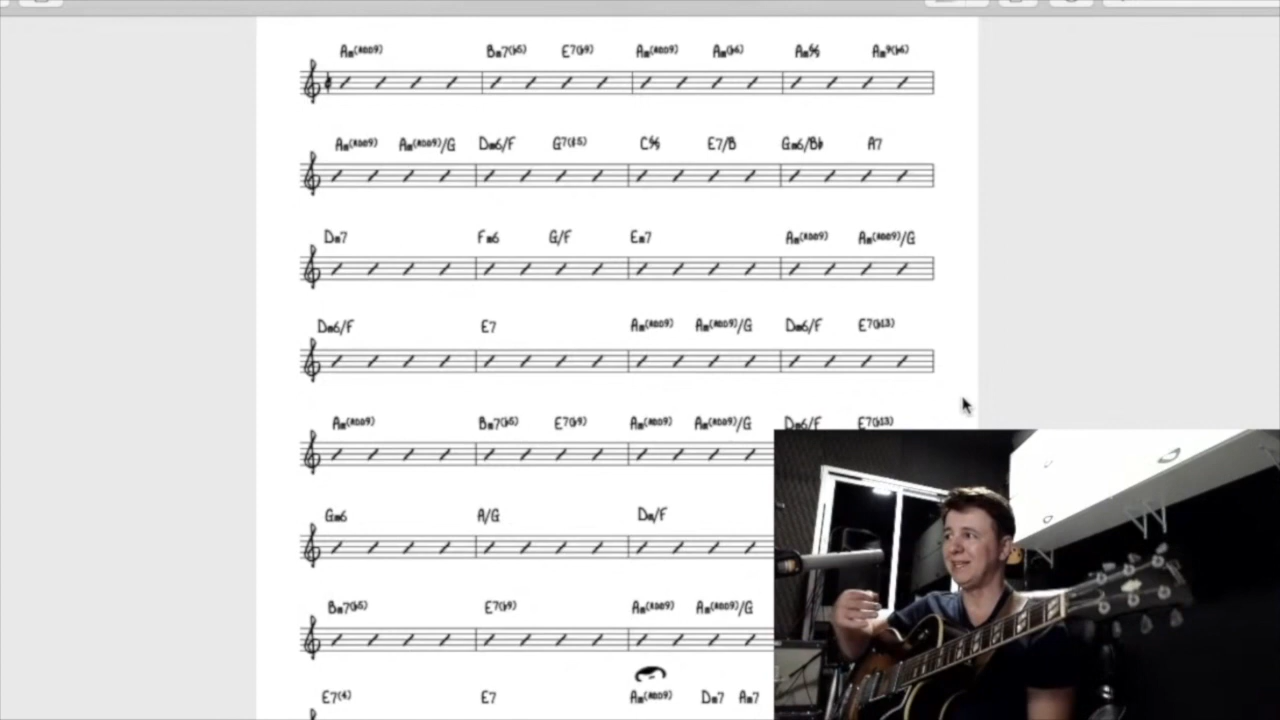 Am(ADD9) Bm7(b5) E7(b9) Am(ADD9) Am(b6) Am6 Am9(b6)
Am(ADD9) Am(ADD9)/G Dm6/F G7(#5) C6 E7/B Gm6/Bb A7
Dm7 Fm6 G/F Em7 Am(ADD9) Am(ADD9)/G
Dm6/F E7 Am(ADD9) Am(ADD9)/G Dm6/F E7(b13)
Am(ADD9) Bm7(b5) E7(b9) Am(ADD9) Am(ADD9)/G Dm6/F E7(b13)
Gm6 A/G Dm/F
Bm7(b5) E7(b9) Am(ADD9) Am(ADD9)/G
E7(4) E7 Am(ADD9) Dm7 Am7